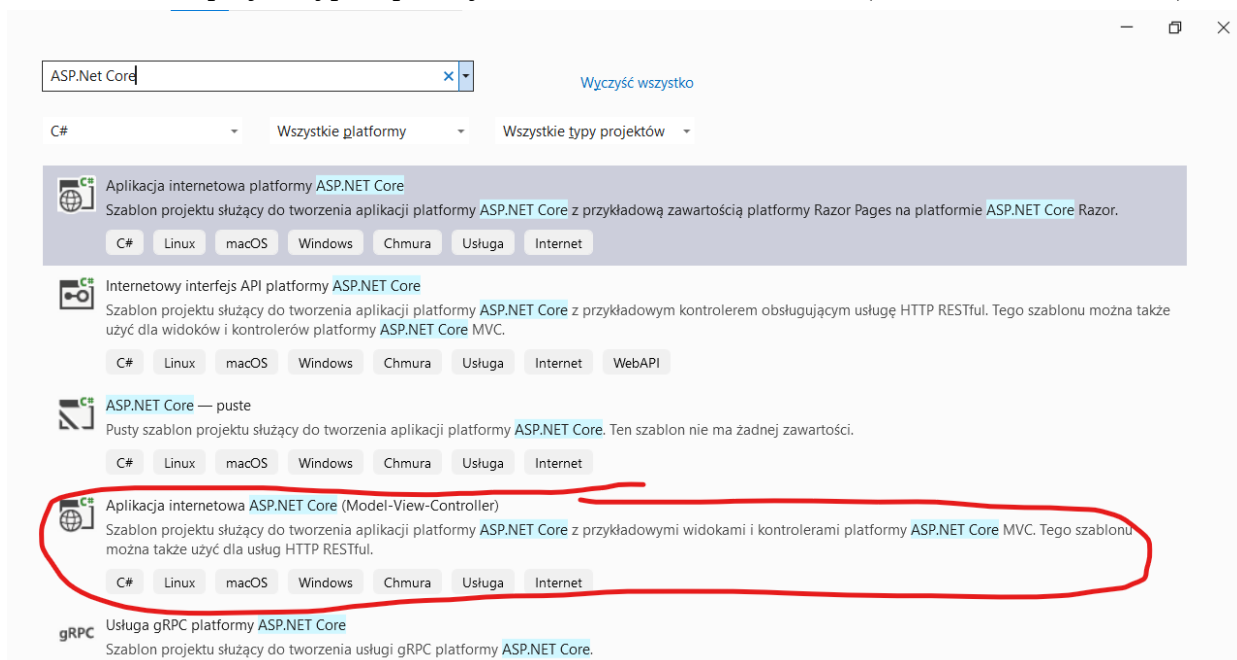 ASP.Net Core
Wyczyść wszystko
C#
Wszystkie platformy
Wszystkie typy projektów
C#
Aplikacja internetowa platformy ASP.NET Core
Szablon projektu służący do tworzenia aplikacji platformy ASP.NET Core z przykładową zawartością platformy Razor Pages na platformie ASP.NET Core Razor.
C# Linux macOS Windows Chmura Usługa Internet
C#
Internetowy interfejs API platformy ASP.NET Core
Szablon projektu służący do tworzenia aplikacji platformy ASP.NET Core z przykładowym kontrolerem obsługującym usługę HTTP RESTful. Tego szablonu można także
użyć dla widoków i kontrolerów platformy ASP.NET Core MVC.
C# Linux macOS Windows Chmura Usługa Internet WebAPI
C#
ASP.NET Core — puste
Pusty szablon projektu służący do tworzenia aplikacji platformy ASP.NET Core. Ten szablon nie ma żadnej zawartości.
C# Linux macOS Windows Chmura Usługa Internet
C#
Aplikacja internetowa ASP.NET Core (Model-View-Controller)
Szablon projektu służący do tworzenia aplikacji platformy ASP.NET Core z przykładowymi widokami i kontrolerami platformy ASP.NET Core MVC. Tego szablonu
można także użyć dla usług HTTP RESTful.
C# Linux macOS Windows Chmura Usługa Internet
gRPC
Usługa gRPC platformy ASP.NET Core
Szablon projektu służący do tworzenia usługi gRPC platformy ASP.NET Core.